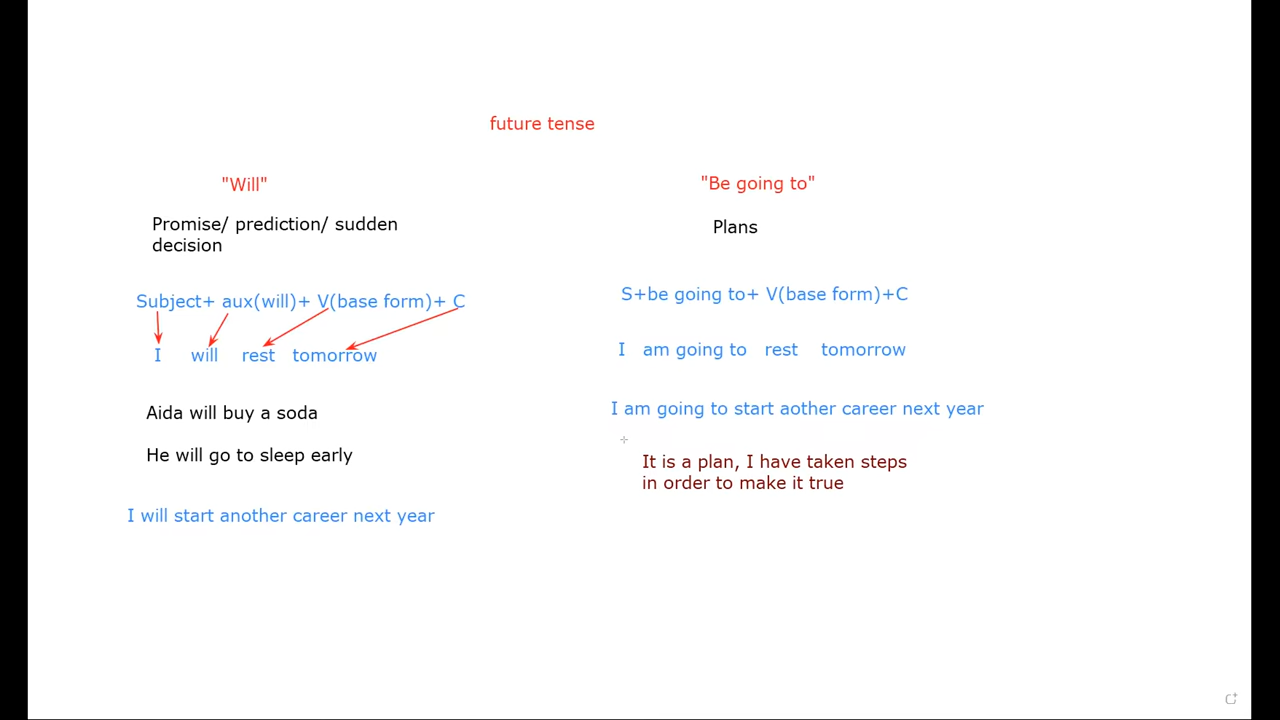 future tense
"Will"
Promise/ prediction/ sudden
decision
Subject+ aux(will)+ V(base form)+ C
I will rest tomorrow
Aida will buy a soda
He will go to sleep early
I will start another career next year
"Be going to"
Plans
S+be going to+ V(base form)+C
I am going to rest tomorrow
I am going to start aother career next year
It is a plan, I have taken steps
in order to make it true